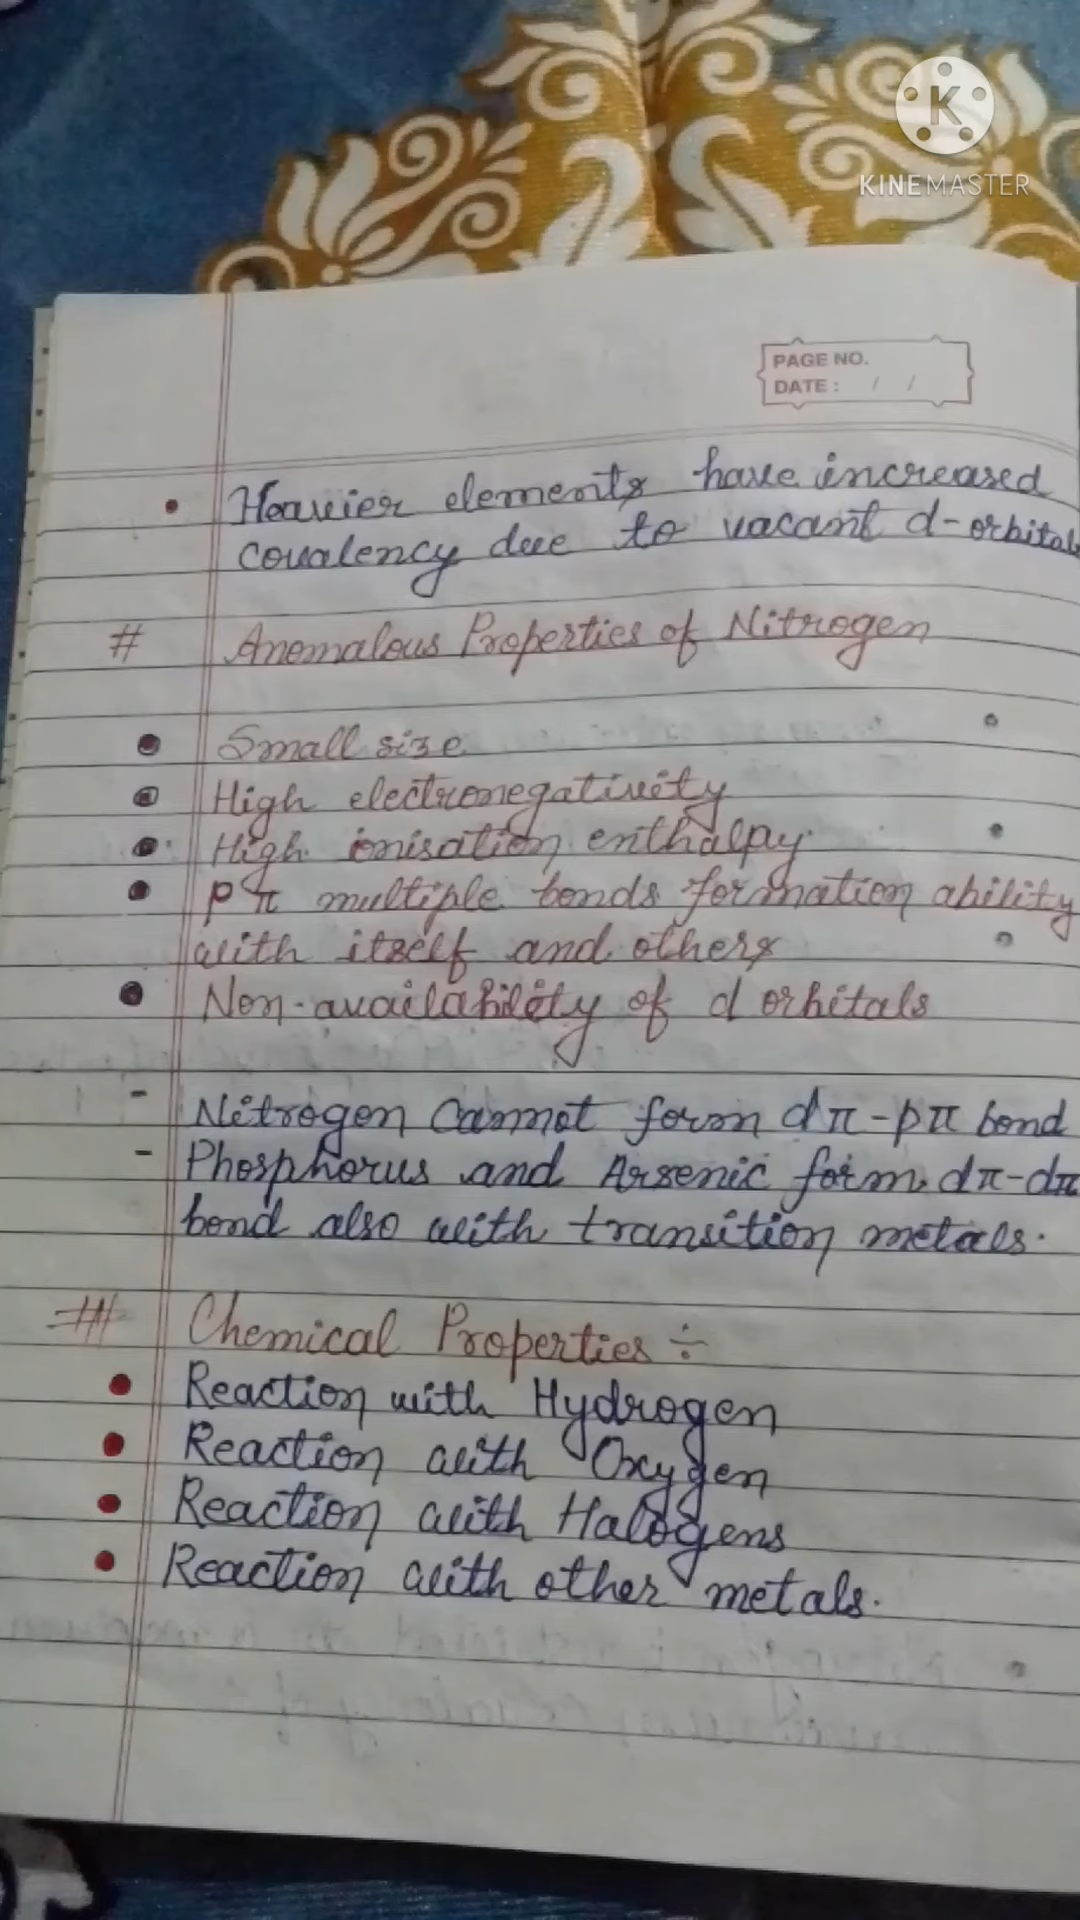 K
KINEMASTER
PAGE NO.
DATE : / /
• Heavier elements have increased
covalency due to vacant d-orbitals
# Anomalous Properties of Nitrogen
• Small size
• High electronegativity
• High ionisation enthalpy.
• pπ multiple bonds formation ability
with itself and others
• Non-availability of d orbitals
- Nitrogen Cannot form dπ-pπ bond
- Phosphorus and Arsenic form dπ-dπ
bond also with transition metals.
# Chemical Properties ÷
• Reaction with Hydrogen
• Reaction with Oxygen
• Reaction with Halogens
• Reaction with other metals.